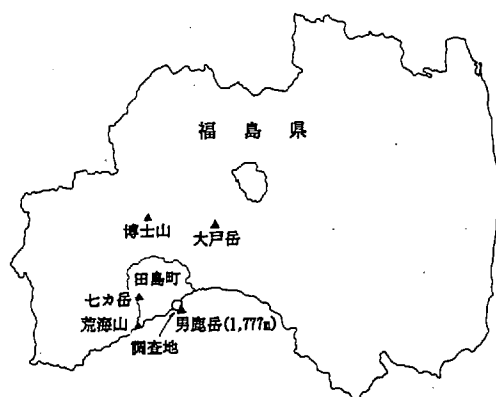 福島県
博士山
大戸岳
田島町
七カ岳
荒海山
男鹿岳(1,777m)
調査地